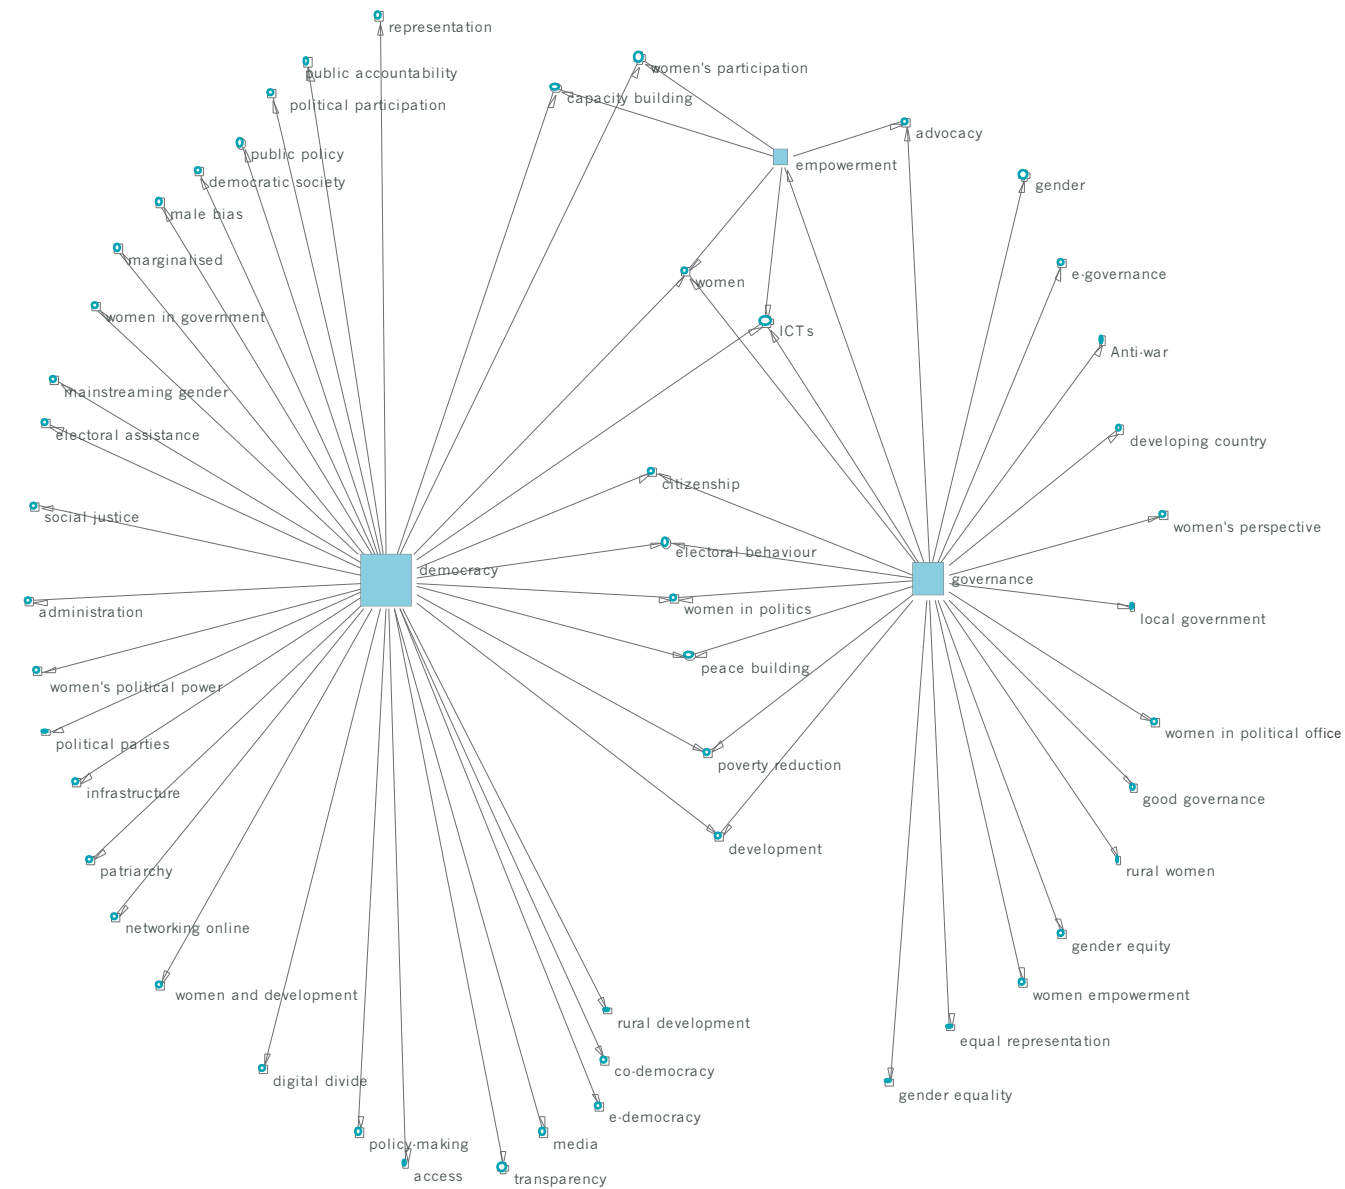 representation
women's participation
public accountability
capacity building
political participation
advocacy
public policy
empowerment
democratic society
gender
male bias
marginalised
e-governance
women
women in government
ICTs
Anti-war
mainstreaming gender
electoral assistance
developing country
citizenship
social justice
women's perspective
electoral behaviour
democracy
governance
administration
women in politics
local government
peace building
women's political power
women in political office
political parties
poverty reduction
infrastructure
good governance
development
patriarchy
rural women
networking online
gender equity
women and development
women empowerment
rural development
equal representation
co-democracy
digital divide
gender equality
e-democracy
policy-making
media
access
transparency